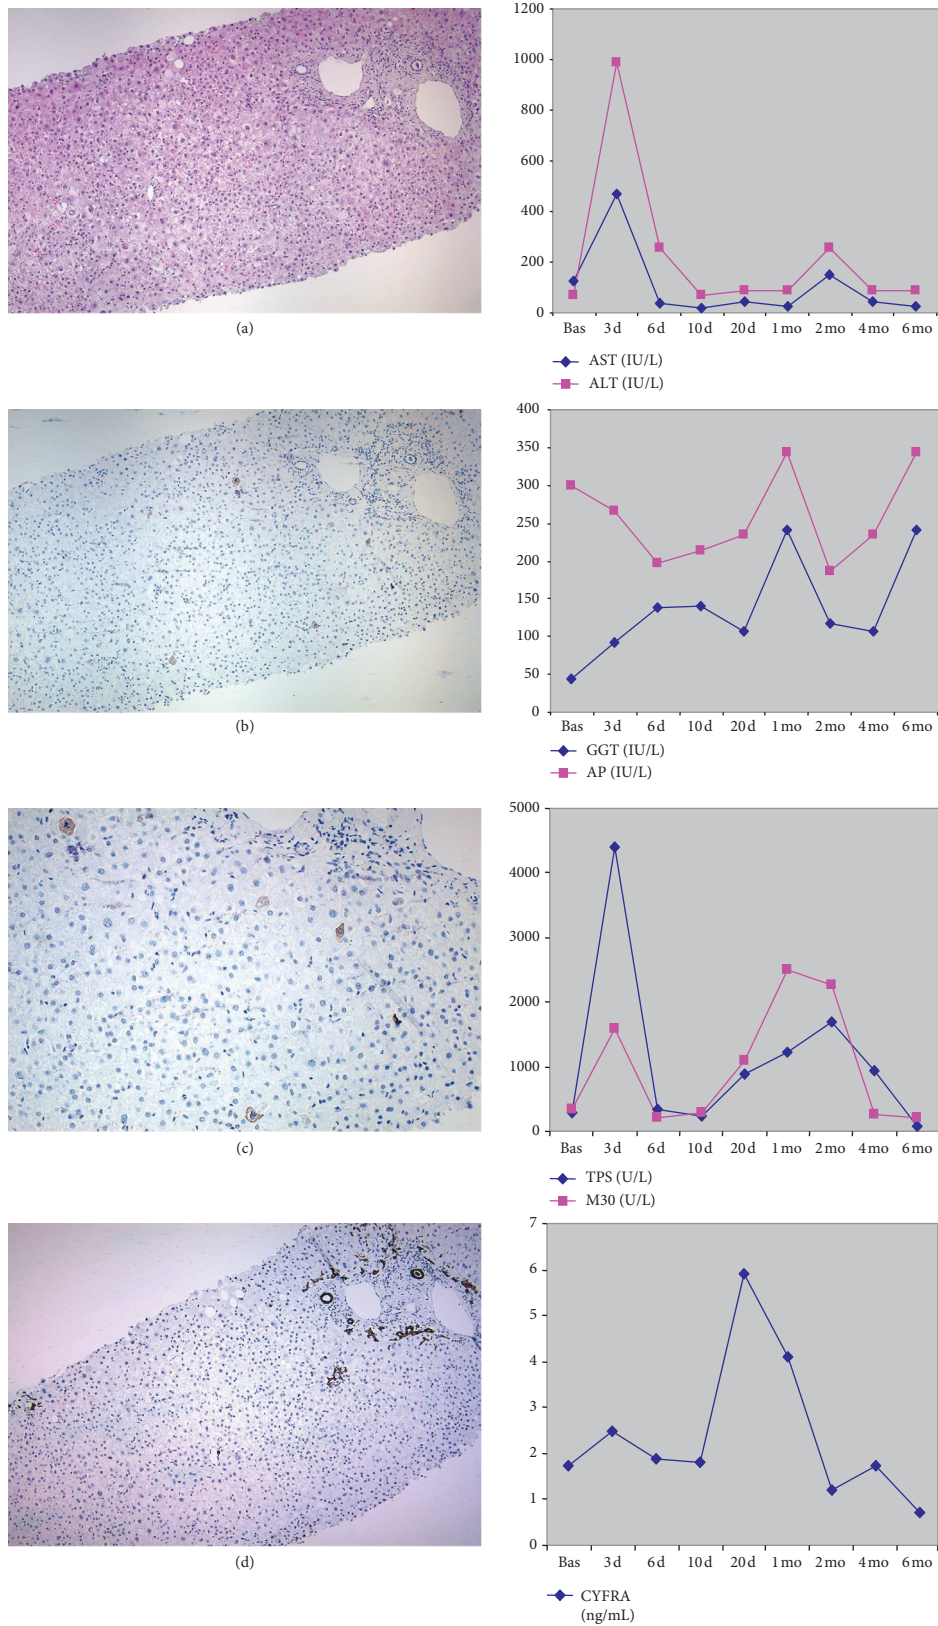 1200
1000
800
600
400
200
0
Bas 3 d 6 d 10 d 20 d 1 mo 2 mo 4 mo 6 mo
AST (IU/L)
ALT (IU/L)
(a)
400
350
300
250
200
150
100
50
0
Bas 3 d 6 d 10 d 20 d 1 mo 2 mo 4 mo 6 mo
GGT (IU/L)
AP (IU/L)
(b)
5000
4000
3000
2000
1000
0
Bas 3 d 6 d 10 d 20 d 1 mo 2 mo 4 mo 6 mo
TPS (U/L)
M30 (U/L)
(c)
7
6
5
4
3
2
1
0
Bas 3 d 6 d 10 d 20 d 1 mo 2 mo 4 mo 6 mo
CYFRA
(ng/mL)
(d)